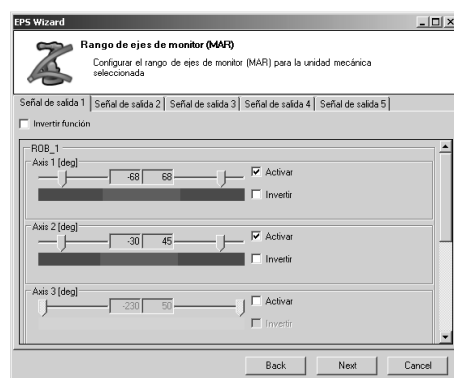 EPS Wizard
Rango de ejes de monitor (MAR)
Configurar el rango de ejes de monitor (MAR) para la unidad mecánica
seleccionada
Señal de salida 1 Señal de salida 2 Señal de salida 3 Señal de salida 4 Señal de salida 5
Invertir función
ROB_1
Axis 1 [deg]
-68 68 Activar
Invertir
Axis 2 [deg]
-30 45 Activar
Invertir
Axis 3 [deg]
-230 50 Activar
Invertir
Back Next Cancel